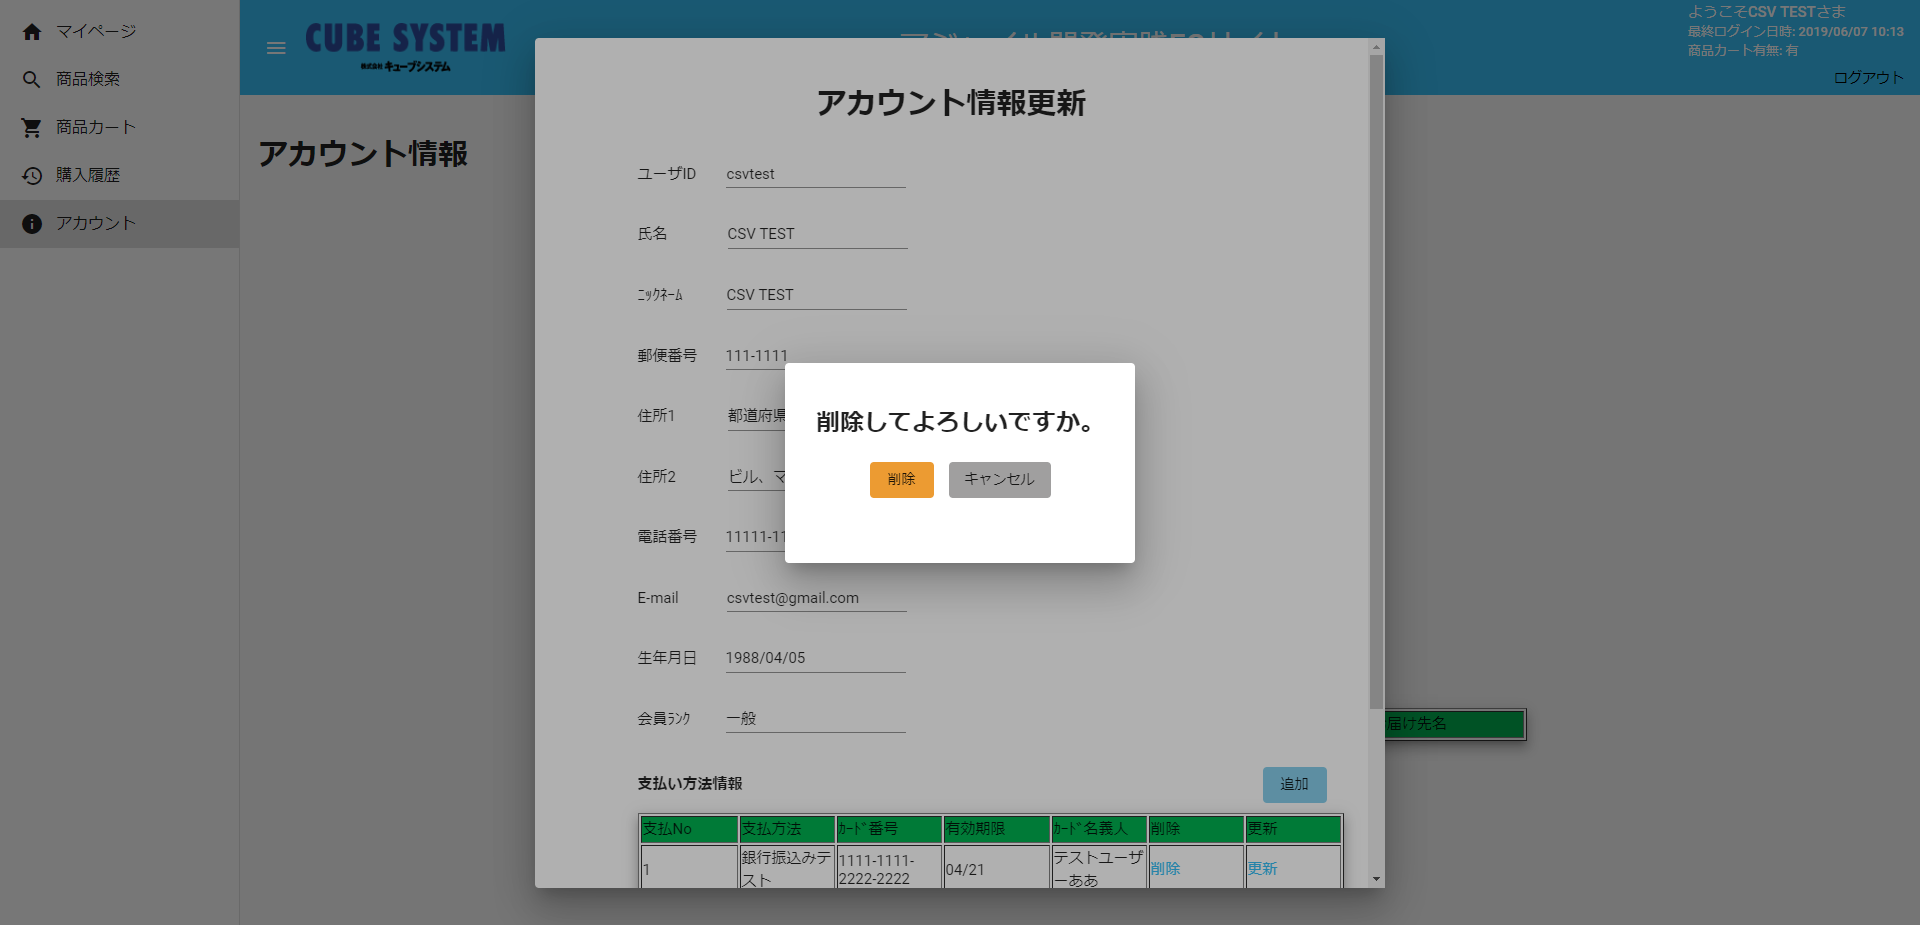 マイページ
商品検索
商品カート
購入履歴
アカウント
CUBE SYSTEM
株式会社 キューブシステム
ようこそCSV TESTさま
最終ログイン日時: 2019/06/07 10:13
商品カート有無: 有
ログアウト
アカウント情報
アカウント情報更新
ユーザID csvtest
氏名 CSV TEST
ﾆｯｸﾈｰﾑ CSV TEST
郵便番号 111-1111
住所1 都道府県
住所2 ビル、マ
電話番号 11111-11
E-mail csvtest@gmail.com
生年月日 1988/04/05
会員ﾗﾝｸ 一般
削除してよろしいですか。
削除 キャンセル
届け先名
支払い方法情報 追加
支払No 支払方法 ｶｰﾄﾞ番号 有効期限 ｶｰﾄﾞ名義人 削除 更新
1 銀行振込みテスト 1111-1111-2222-2222 04/21 テストユーザーああ 削除 更新